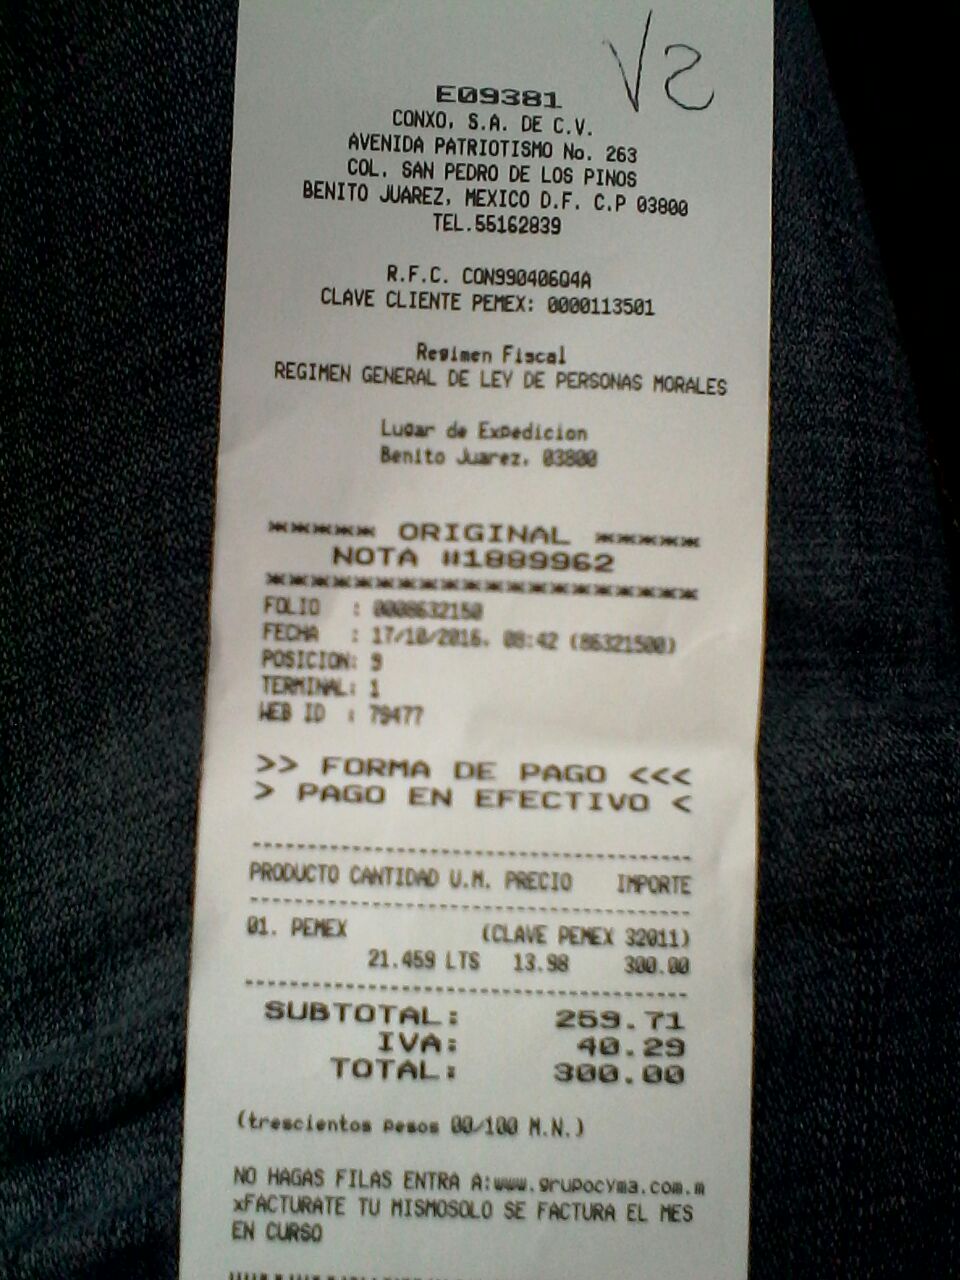 E09381
CONXO, S.A. DE C.V.
AVENIDA PATRIOTISMO No. 263
COL. SAN PEDRO DE LOS PINOS
BENITO JUAREZ, MEXICO D.F. C.P 03800
TEL.55162839
R.F.C. CON990406Q4A
CLAVE CLIENTE PEMEX: 0000113501
Regimen Fiscal
REGIMEN GENERAL DE LEY DE PERSONAS MORALES
Lugar de Expedicion
Benito Juarez, 03800
***** ORIGINAL *****
NOTA #1889962
********************
FOLIO : 0008632150
FECHA : 17/10/2016, 08:42 (86321500)
POSICION: 9
TERMINAL: 1
WEB ID : 79477
>> FORMA DE PAGO <<<
> PAGO EN EFECTIVO <
PRODUCTO CANTIDAD U.M. PRECIO IMPORTE
01. PEMEX (CLAVE PEMEX 32011)
21.459 LTS 13.98 300.00
SUBTOTAL: 259.71
IVA: 40.29
TOTAL: 300.00
(trescientos pesos 00/100 M.N.)
NO HAGAS FILAS ENTRA A:www.grupocyma.com.m
xFACTURATE TU MISMOSOLO SE FACTURA EL MES
EN CURSO